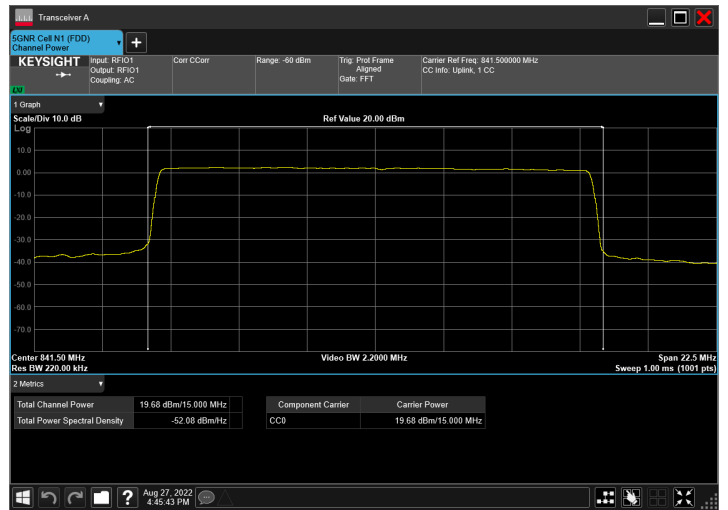 Transceiver A
5GNR Cell N1 (FDD)
Channel Power
KEYSIGHT
LXI
Input: RFIO1
Output: RFIO1
Coupling: AC
Corr CCorr
Range: -60 dBm
Trig: Prot Frame
Aligned
Gate: FFT
Carrier Ref Freq: 841.500000 MHz
CC Info: Uplink, 1 CC
1 Graph
Scale/Div 10.0 dB
Ref Value 20.00 dBm
Log
10.0
0.00
-10.0
-20.0
-30.0
-40.0
-50.0
-60.0
-70.0
Center 841.50 MHz
Res BW 220.00 kHz
Video BW 2.2000 MHz
Span 22.5 MHz
Sweep 1.00 ms (1001 pts)
2 Metrics
Total Channel Power 19.68 dBm/15.000 MHz
Total Power Spectral Density -52.08 dBm/Hz
Component Carrier Carrier Power
CC0 19.68 dBm/15.000 MHz
Aug 27, 2022
4:45:43 PM